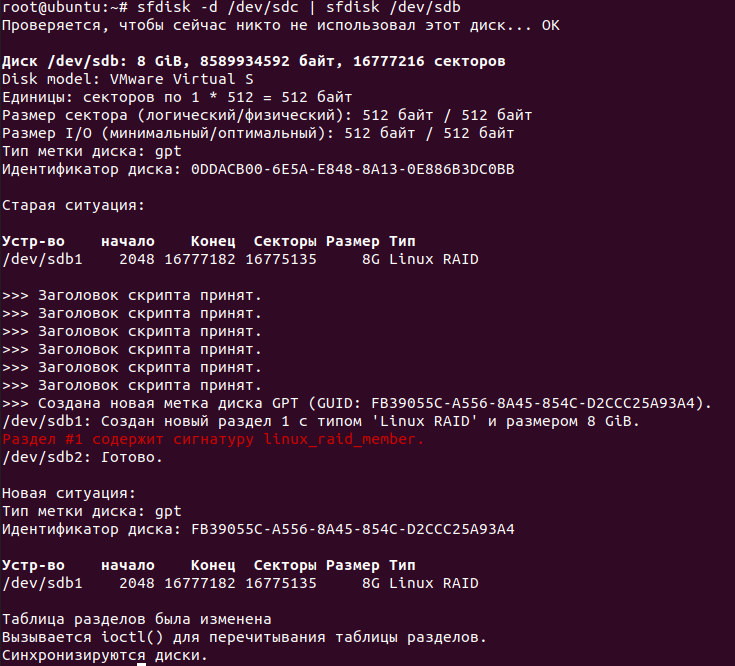 root@ubuntu:~# sfdisk -d /dev/sdc | sfdisk /dev/sdb
Проверяется, чтобы сейчас никто не использовал этот диск... OK
Диск /dev/sdb: 8 GiB, 8589934592 байт, 16777216 секторов
Disk model: VMware Virtual S
Единицы: секторов по 1 * 512 = 512 байт
Размер сектора (логический/физический): 512 байт / 512 байт
Размер I/O (минимальный/оптимальный): 512 байт / 512 байт
Тип метки диска: gpt
Идентификатор диска: 0DDACB00-6E5A-E848-8A13-0E886B3DC0BB
Старая ситуация:
Устр-во начало Конец Секторы Размер Тип
/dev/sdb1 2048 16777182 16775135 8G Linux RAID
>>> Заголовок скрипта принят.
>>> Заголовок скрипта принят.
>>> Заголовок скрипта принят.
>>> Заголовок скрипта принят.
>>> Заголовок скрипта принят.
>>> Заголовок скрипта принят.
>>> Создана новая метка диска GPT (GUID: FB39055C-A556-8A45-854C-D2CCC25A93A4).
/dev/sdb1: Создан новый раздел 1 с типом 'Linux RAID' и размером 8 GiB.
Раздел #1 содержит сигнатуру linux_raid_member.
/dev/sdb2: Готово.
Новая ситуация:
Тип метки диска: gpt
Идентификатор диска: FB39055C-A556-8A45-854C-D2CCC25A93A4
Устр-во начало Конец Секторы Размер Тип
/dev/sdb1 2048 16777182 16775135 8G Linux RAID
Таблица разделов была изменена
Вызывается ioctl() для перечитывания таблицы разделов.
Синхронизируются диски.